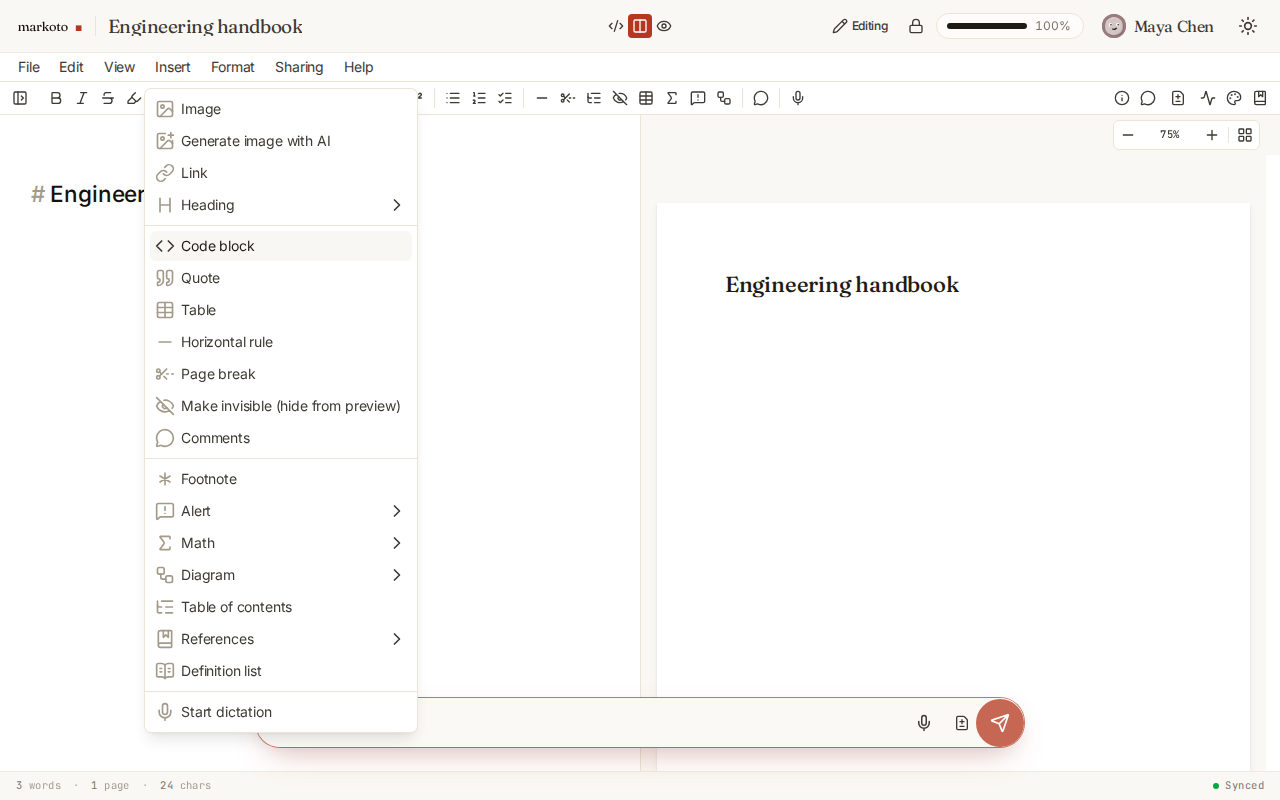 markoto
Engineering handbook
Editing
100%
Maya Chen
File Edit View Insert Format Sharing Help
75%
Image
Generate image with AI
Link
Heading
Code block
Quote
Table
Horizontal rule
Page break
Make invisible (hide from preview)
Comments
Footnote
Alert
Math
Diagram
Table of contents
References
Definition list
Start dictation
# Engineer
Engineering handbook
3 words · 1 page · 24 chars
Synced